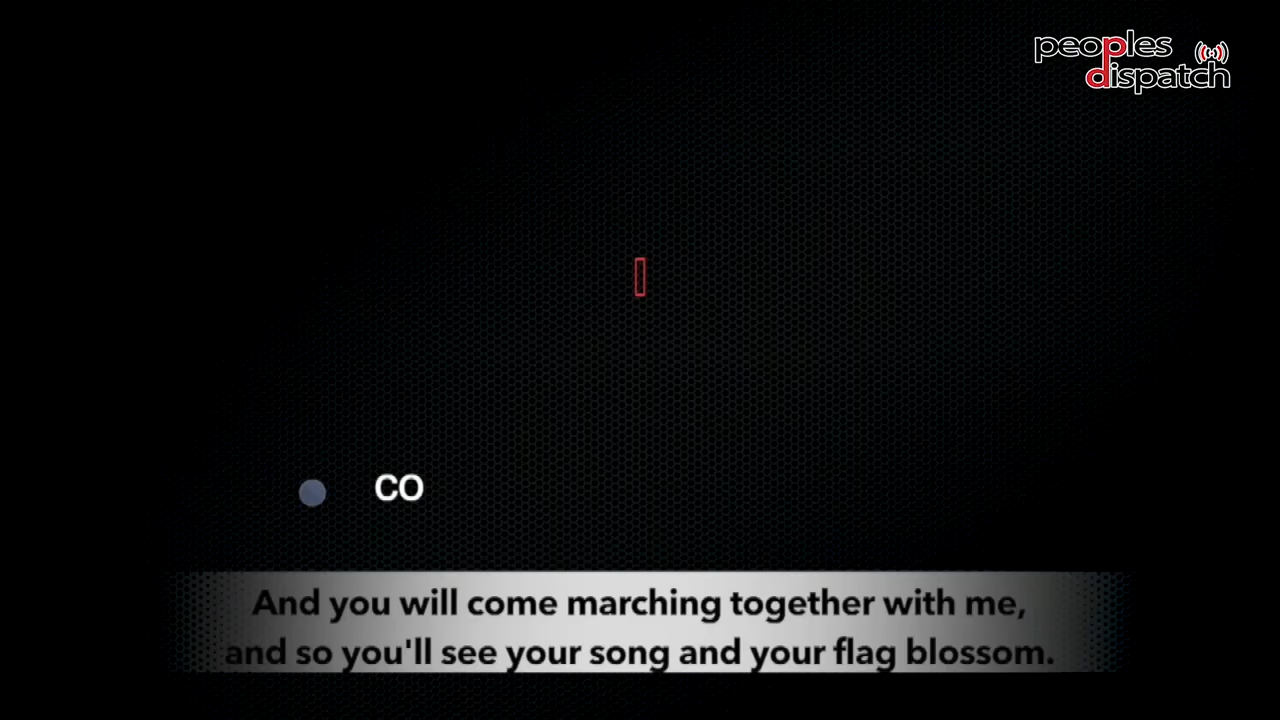 peoples
dispatch
CO
And you will come marching together with me,
and so you'll see your song and your flag blossom.